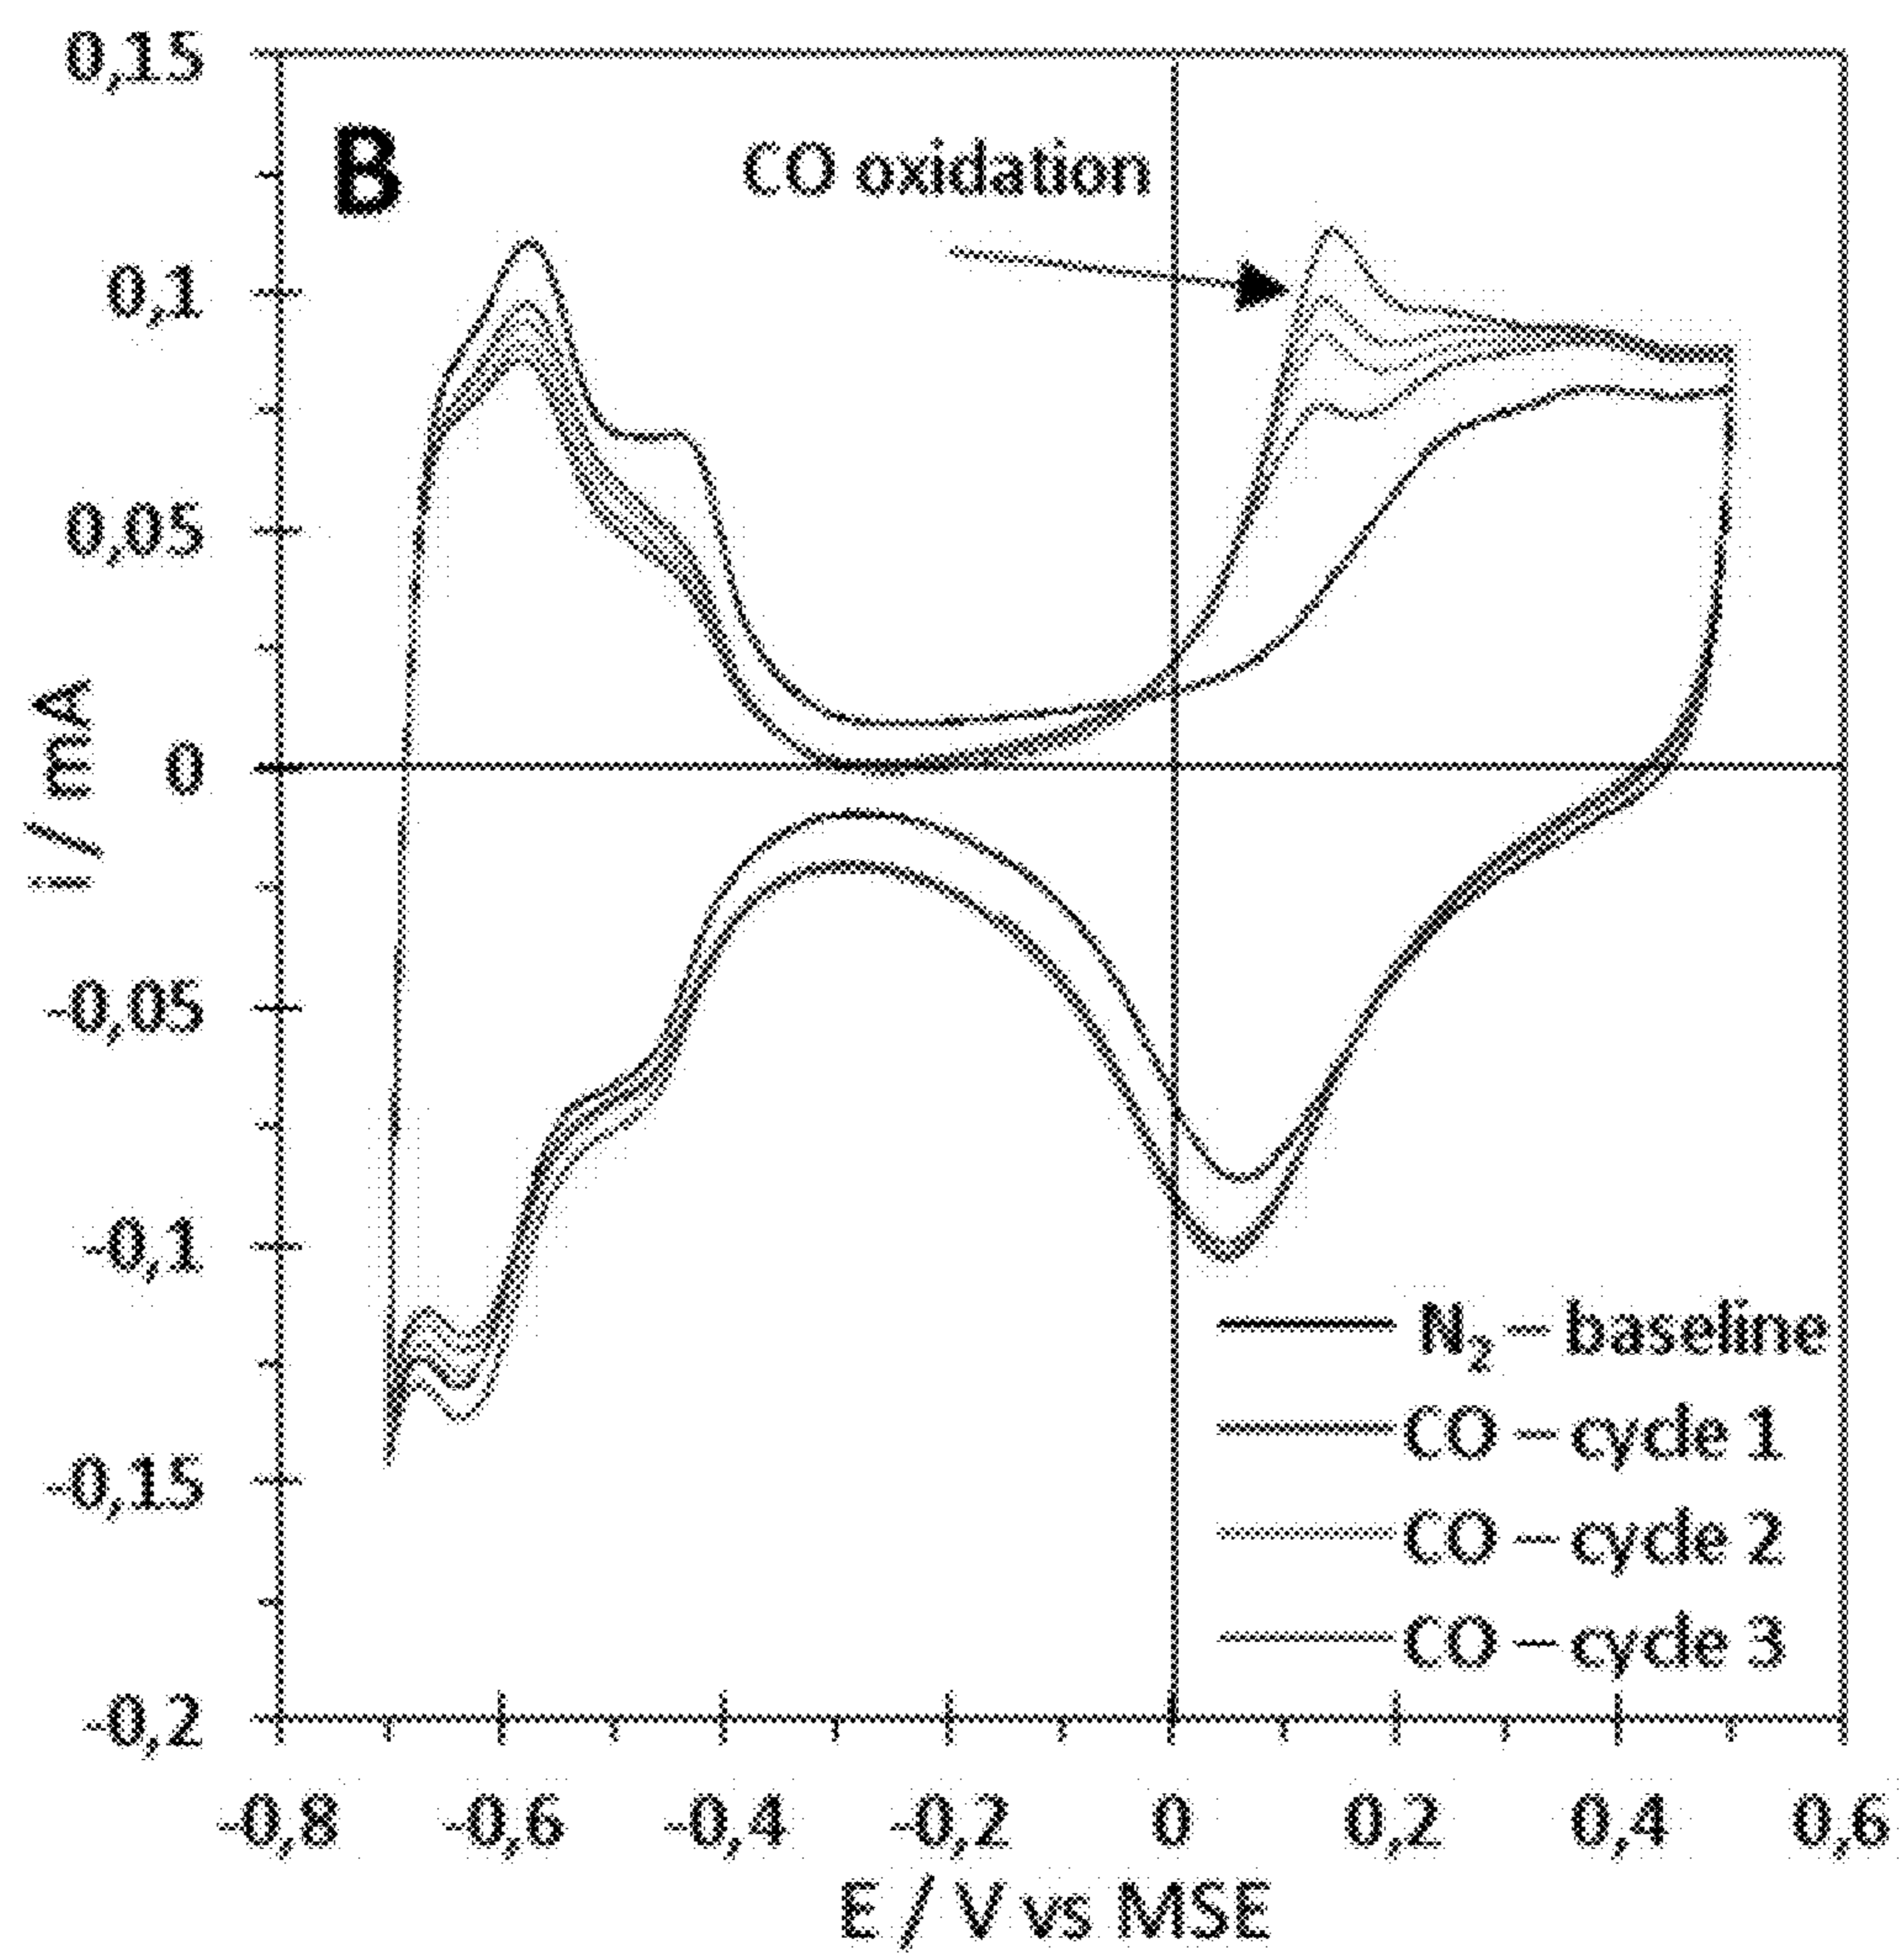 0,15
B
CO oxidation
0,1
0,05
0
-0,05
-0,1
-0,15
-0,2
I / mA
N2 – baseline
CO – cycle 1
CO – cycle 2
CO – cycle 3
-0,8 -0,6 -0,4 -0,2 0 0,2 0,4 0,6
E / V vs MSE